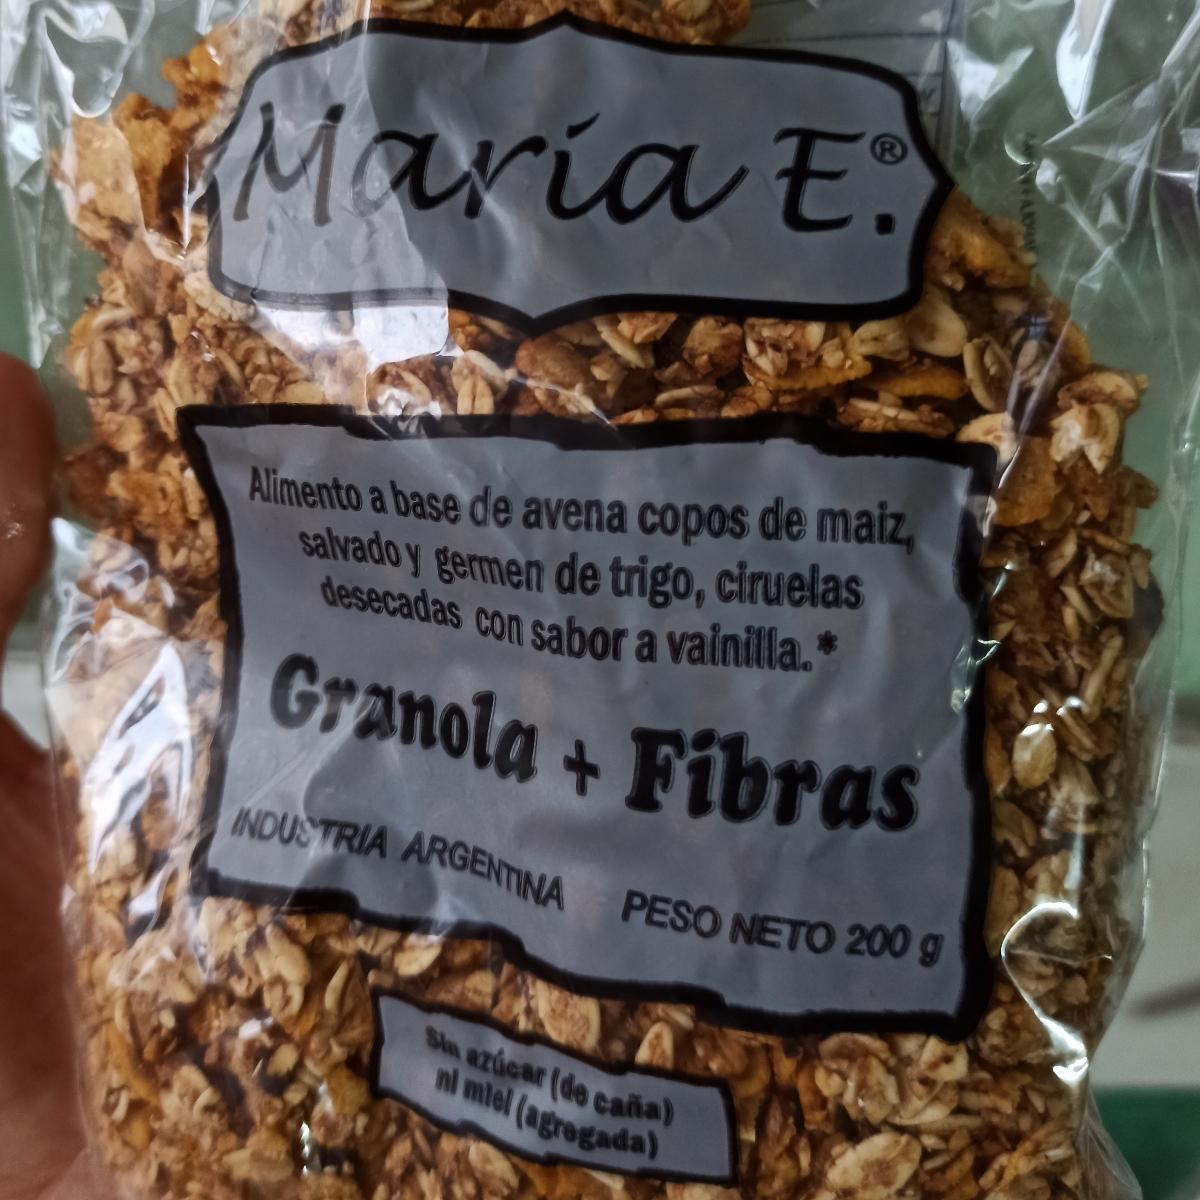 María E.®
Alimento a base de avena copos de maiz,
salvado y germen de trigo, ciruelas
desecadas con sabor a vainilla.*
Granola + Fibras
INDUSTRIA ARGENTINA PESO NETO 200 g
Sin azúcar (de caña)
ni miel (agregada)